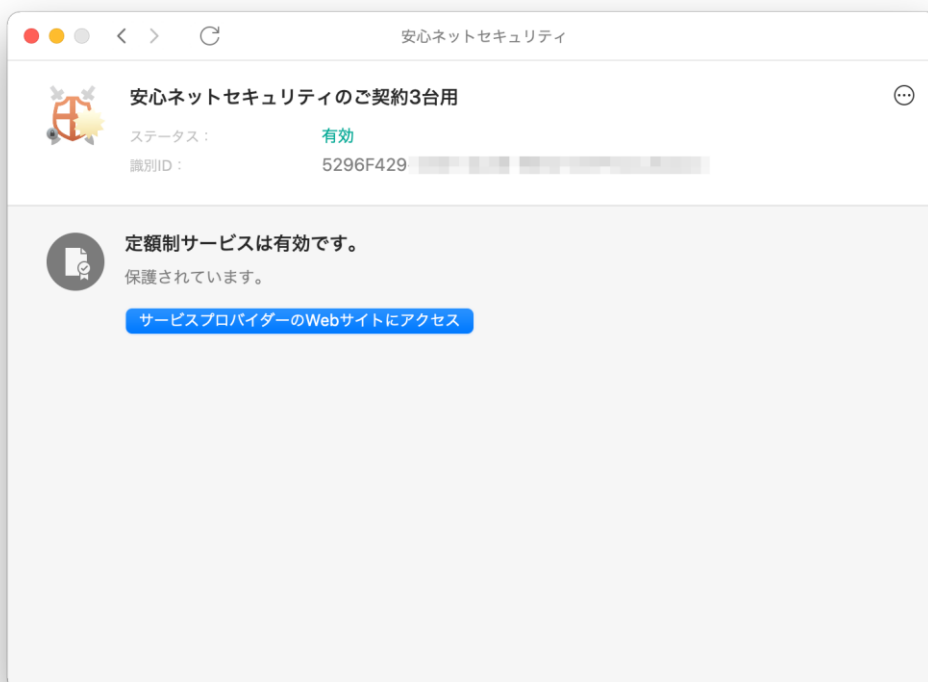 安心ネットセキュリティ
安心ネットセキュリティのご契約3台用
ステータス： 有効
識別ID： 5296F429-
定額制サービスは有効です。
保護されています。
サービスプロバイダーのWebサイトにアクセス